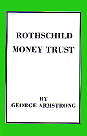 ROTHSCHILD
MONEY TRUST
BY
GEORGE ARMSTRONG